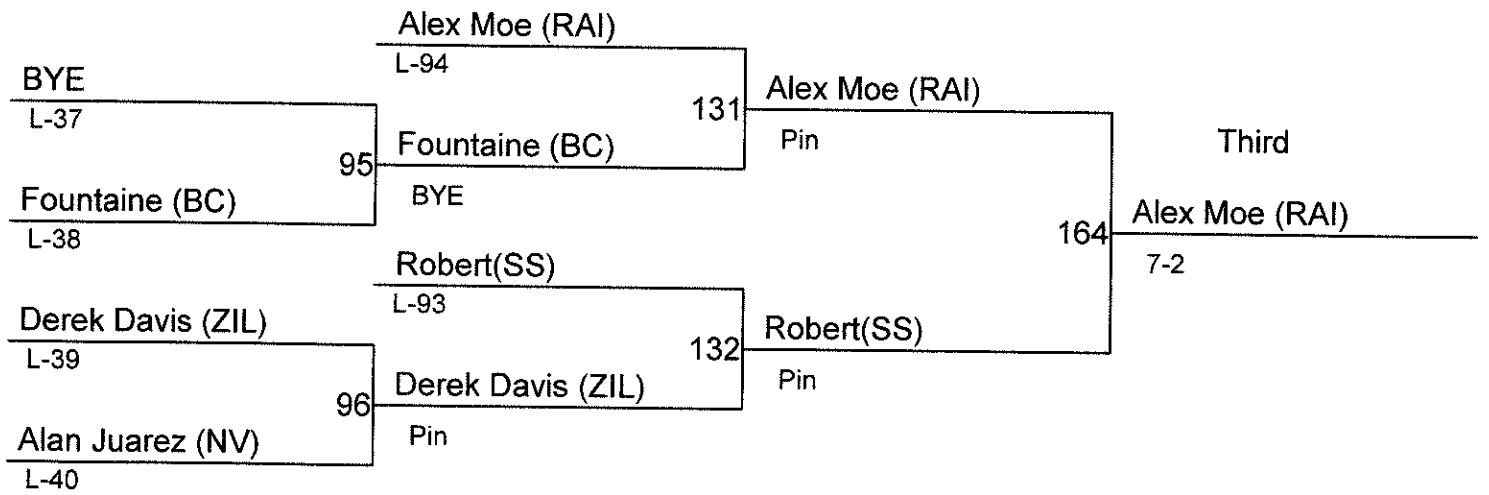 Alex Moe (RAI)
L-94
BYE
L-37
131
Alex Moe (RAI)
Pin
Third
95
Fountaine (BC)
BYE
Fountaine (BC)
L-38
164
Alex Moe (RAI)
7-2
Robert(SS)
L-93
Derek Davis (ZIL)
L-39
132
Robert(SS)
Pin
96
Derek Davis (ZIL)
Pin
Alan Juarez (NV)
L-40